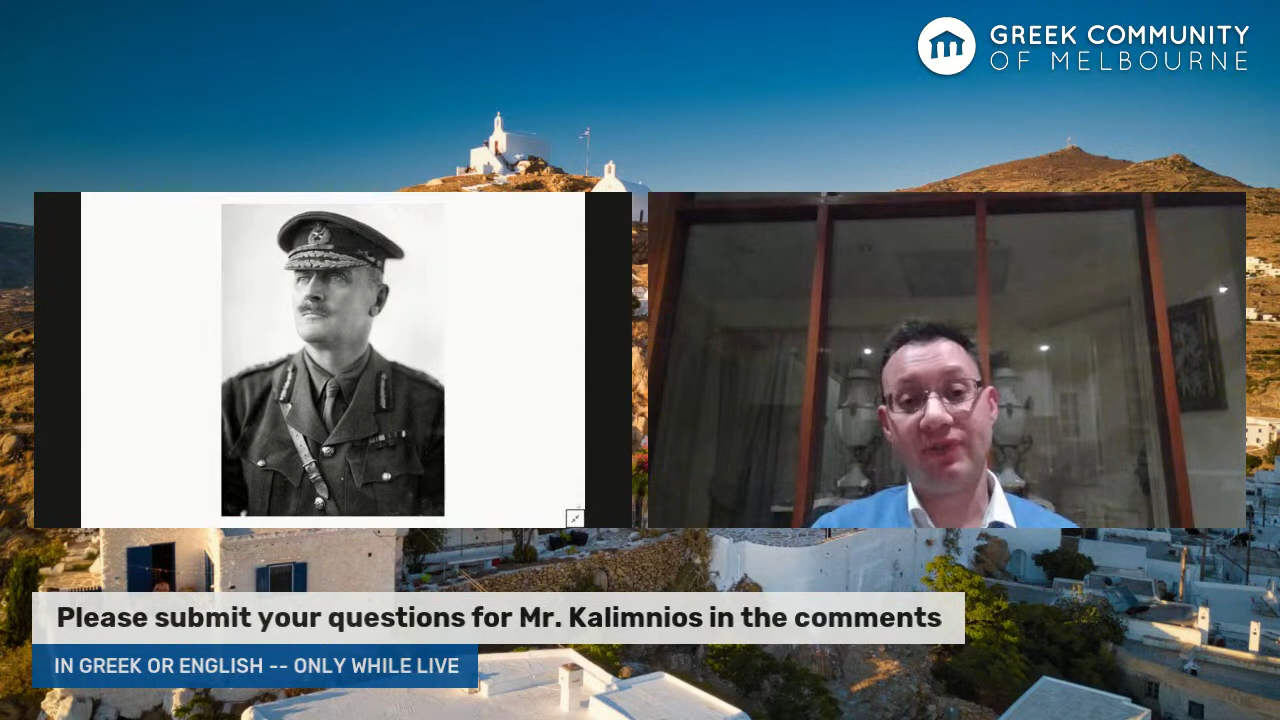 GREEK COMMUNITY
OF MELBOURNE
Please submit your questions for Mr. Kalimnios in the comments
IN GREEK OR ENGLISH -- ONLY WHILE LIVE